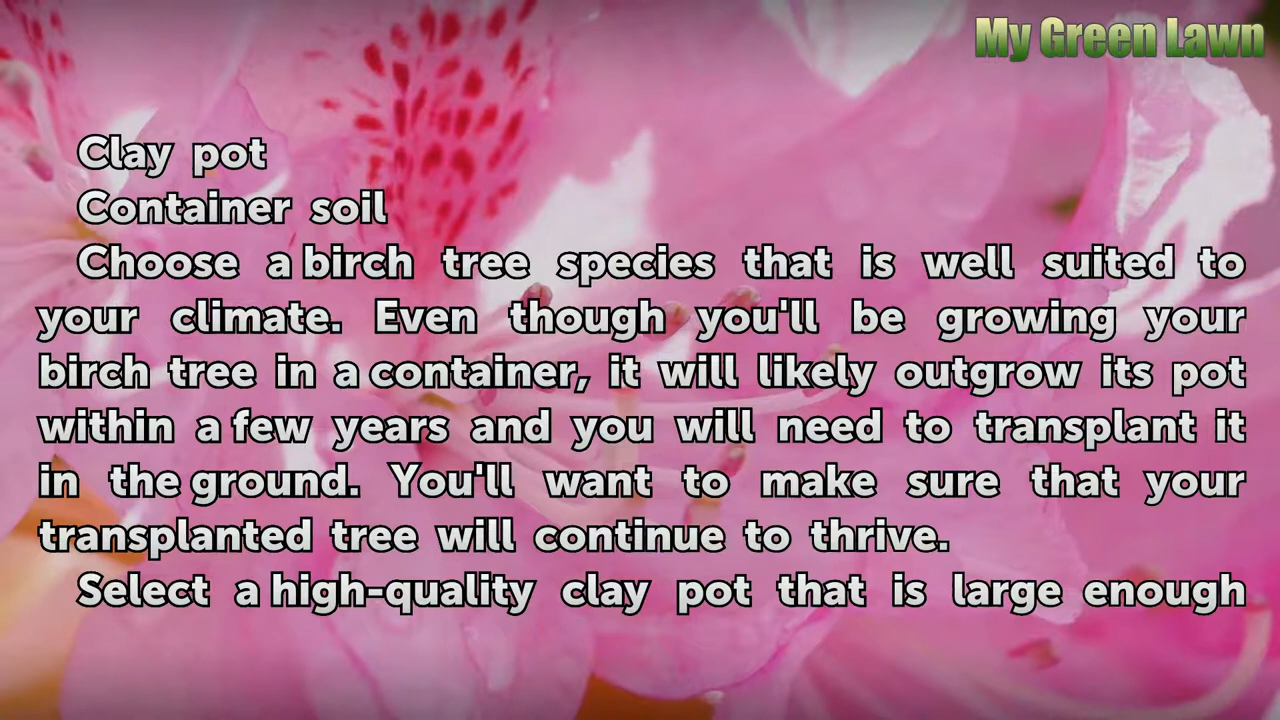 My Green Lawn
Clay pot
Container soil
Choose a birch tree species that is well suited to
your climate. Even though you'll be growing your
birch tree in a container, it will likely outgrow its pot
within a few years and you will need to transplant it
in the ground. You'll want to make sure that your
transplanted tree will continue to thrive.
Select a high-quality clay pot that is large enough